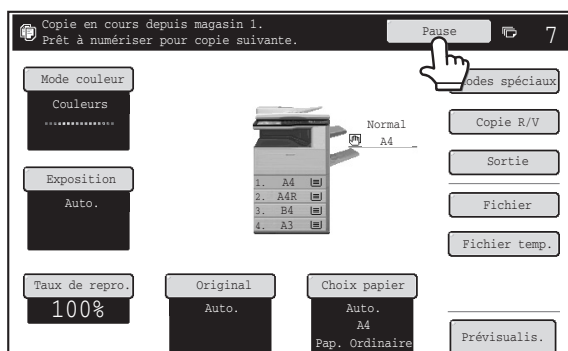 Copie en cours depuis magasin 1.
Prêt à numériser pour copie suivante.
Pause
7
Mode couleur
Couleurs
odes spéciaux
Normal
A4
Copie R/V
Sortie
Exposition
Auto.
1. A4
2. A4R
3. B4
4. A3
Fichier
Fichier temp.
Taux de repro.
100%
Original
Auto.
Choix papier
Auto.
A4
Pap. Ordinaire
Prévisualis.